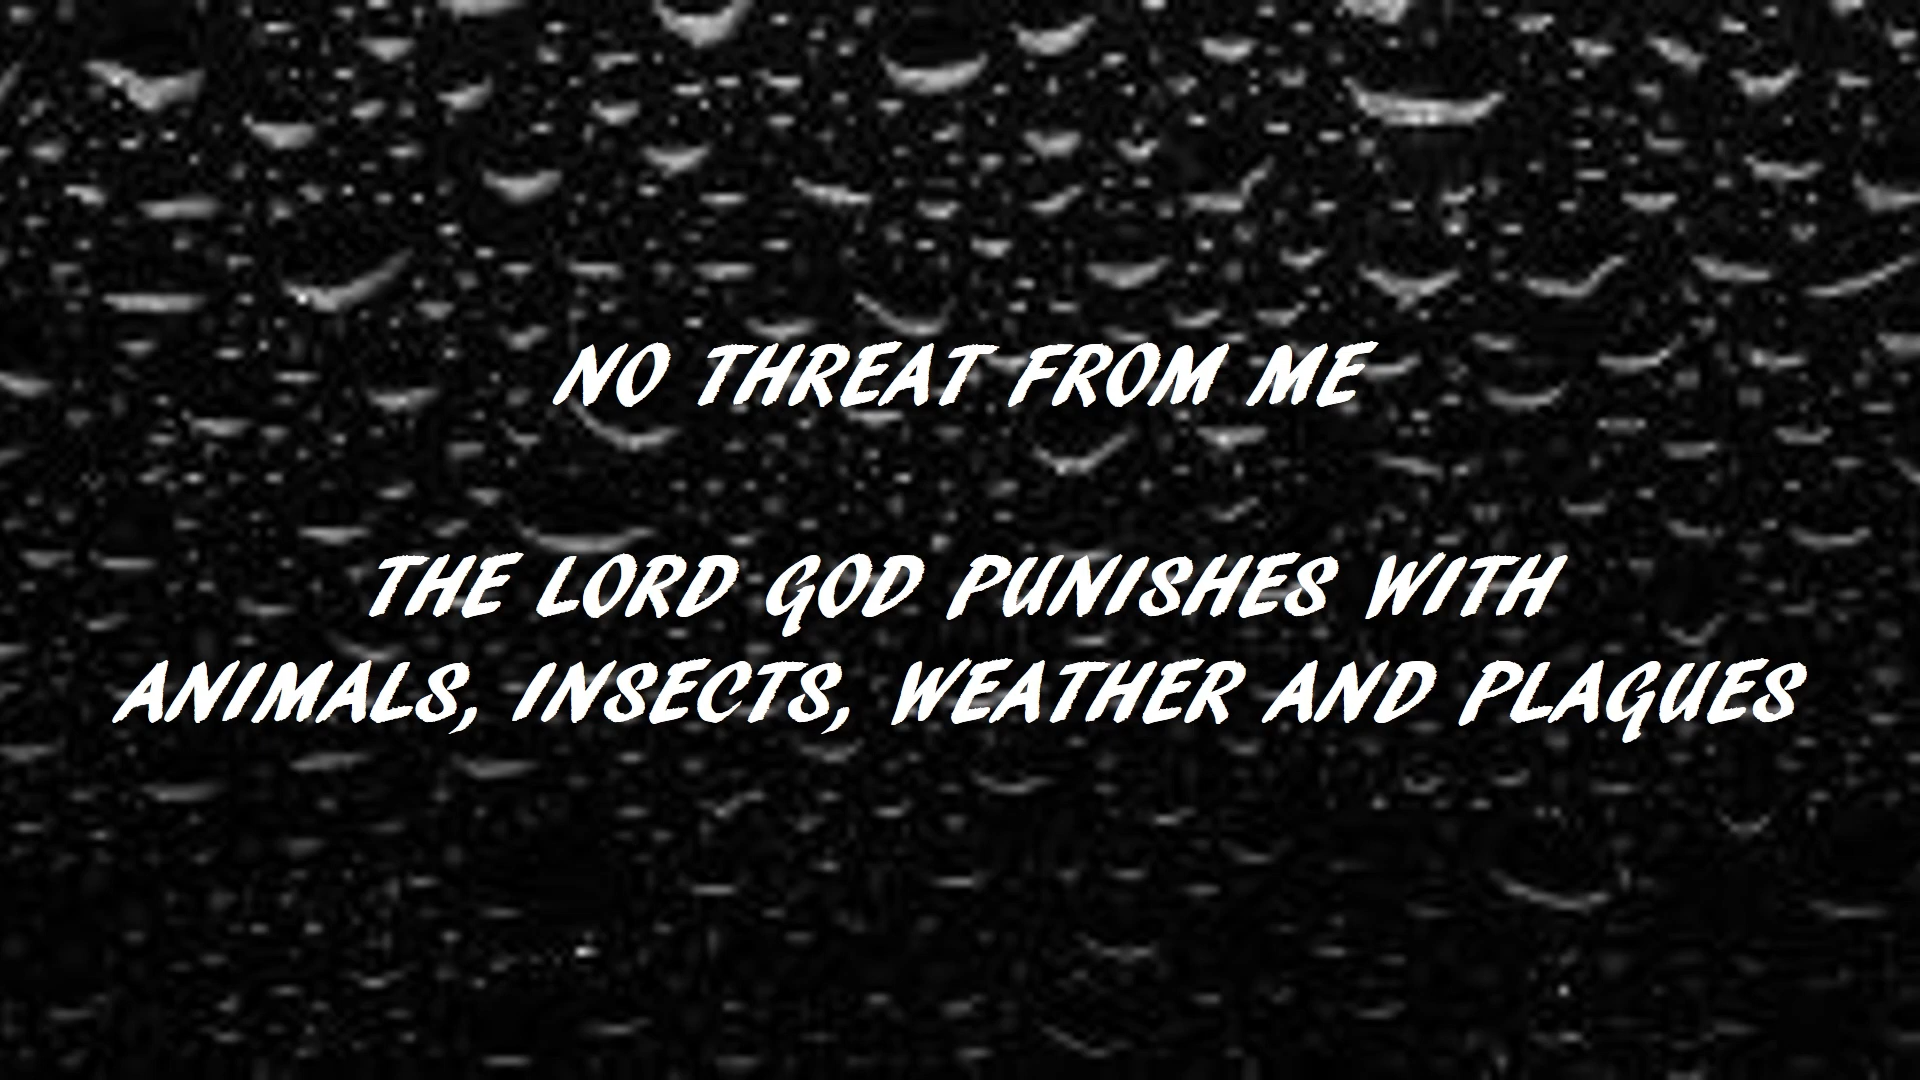 NO THREAT FROM ME
THE LORD GOD PUNISHES WITH
ANIMALS, INSECTS, WEATHER AND PLAGUES